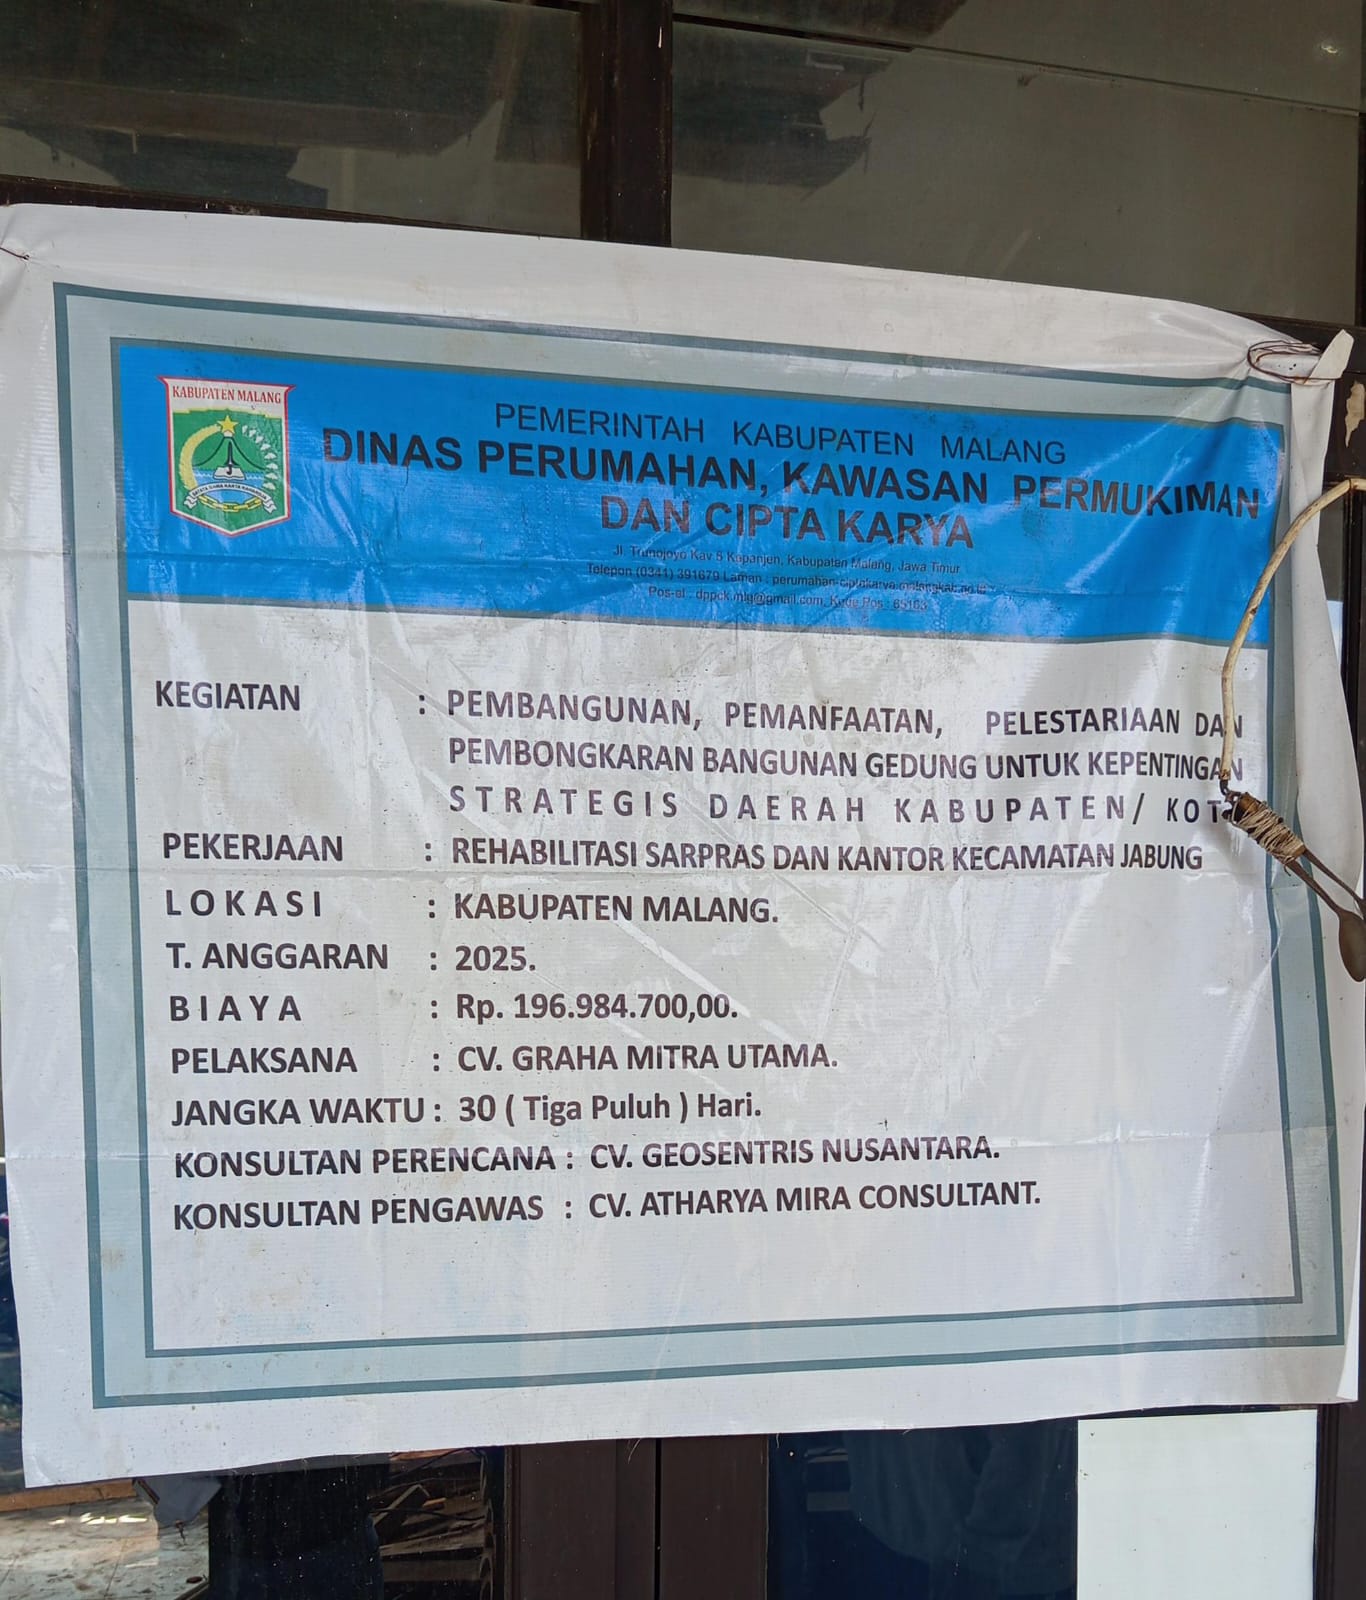 KABUPATEN MALANG
PEMERINTAH KABUPATEN MALANG
DINAS PERUMAHAN, KAWASAN PERMUKIMAN
DAN CIPTA KARYA
Jl. Trunojoyo Kav 8 Kepanjen, Kabupaten Malang, Jawa Timur
Telepon (0341) 391679 Laman : perumahan-ciptakarya.malangkab.go.id
Pos-el : dppck.mlg@gmail.com, Kode Pos : 65163
KEGIATAN : PEMBANGUNAN, PEMANFAATAN, PELESTARIAAN DAN
PEMBONGKARAN BANGUNAN GEDUNG UNTUK KEPENTINGAN
STRATEGIS DAERAH KABUPATEN/ KOT
PEKERJAAN : REHABILITASI SARPRAS DAN KANTOR KECAMATAN JABUNG
LOKASI : KABUPATEN MALANG.
T. ANGGARAN : 2025.
BIAYA : Rp. 196.984.700,00.
PELAKSANA : CV. GRAHA MITRA UTAMA.
JANGKA WAKTU : 30 ( Tiga Puluh ) Hari.
KONSULTAN PERENCANA : CV. GEOSENTRIS NUSANTARA.
KONSULTAN PENGAWAS : CV. ATHARYA MIRA CONSULTANT.